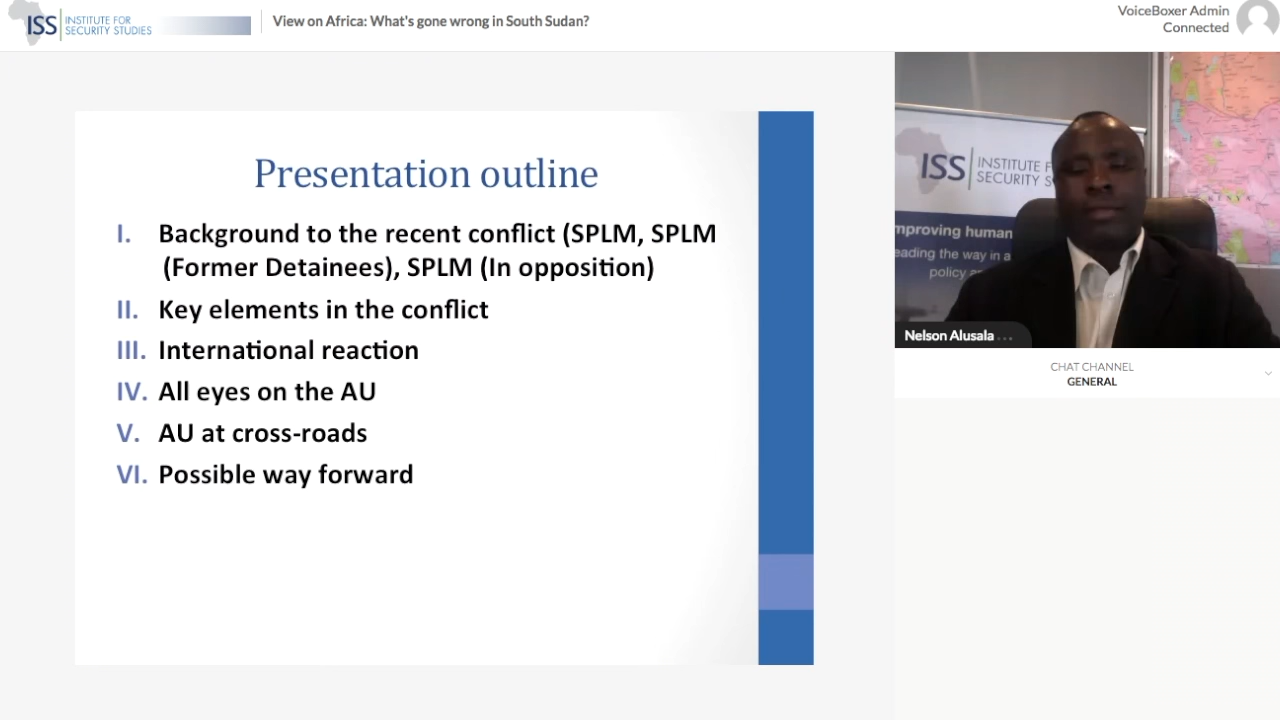 ISS
INSTITUTE FOR
SECURITY STUDIES
View on Africa: What's gone wrong in South Sudan?
VoiceBoxer Admin
Connected
Presentation outline
I. Background to the recent conflict (SPLM, SPLM
(Former Detainees), SPLM (In opposition)
II. Key elements in the conflict
III. International reaction
IV. All eyes on the AU
V. AU at cross-roads
VI. Possible way forward
ISS
INSTITUTE F
SECURITY S
mproving human
eading the way in a
policy
KENYA
Nelson Alusala
CHAT CHANNEL
GENERAL